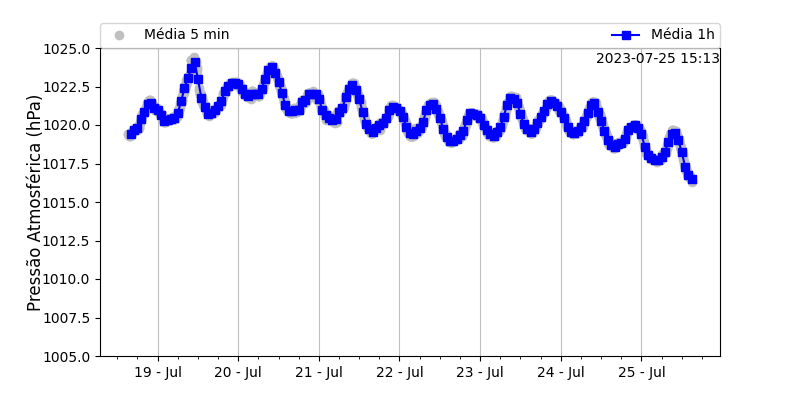 Média 5 min
Média 1h
2023-07-25 15:13
Pressão Atmosférica (hPa)
1025.0
1022.5
1020.0
1017.5
1015.0
1012.5
1010.0
1007.5
1005.0
19 - Jul
20 - Jul
21 - Jul
22 - Jul
23 - Jul
24 - Jul
25 - Jul